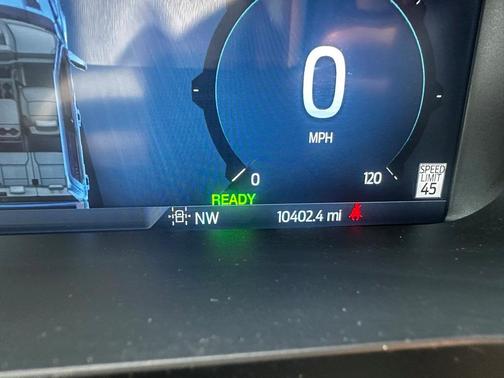 0
MPH
0
120
SPEED
LIMIT
45
READY
NW
10402.4 mi